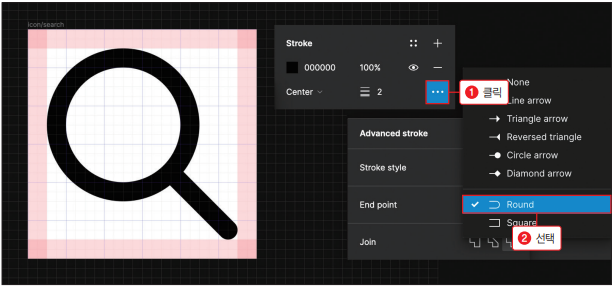 icon/search
Stroke
000000 100%
Center 2
1 클릭
Advanced stroke
Stroke style
End point
Join
None
Line arrow
Triangle arrow
Reversed triangle
Circle arrow
Diamond arrow
Round
Square
2 선택